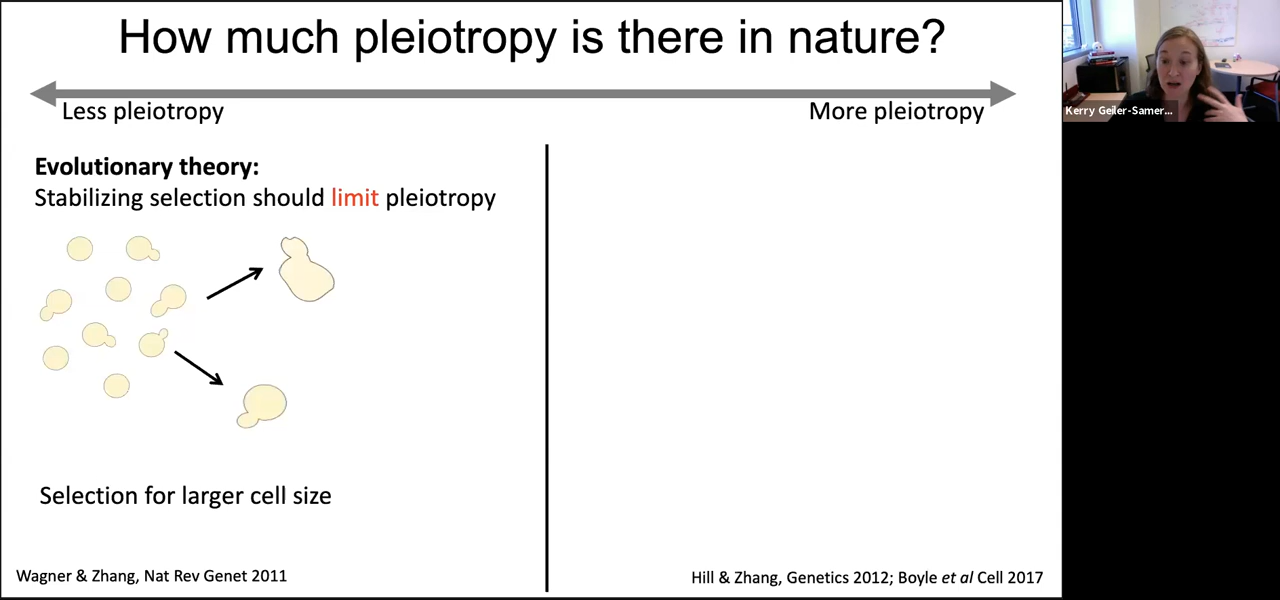 How much pleiotropy is there in nature?
Less pleiotropy
More pleiotropy
Evolutionary theory:
Stabilizing selection should limit pleiotropy
Selection for larger cell size
Wagner & Zhang, Nat Rev Genet 2011
Hill & Zhang, Genetics 2012; Boyle et al Cell 2017
Kerry Geiler-Samer...